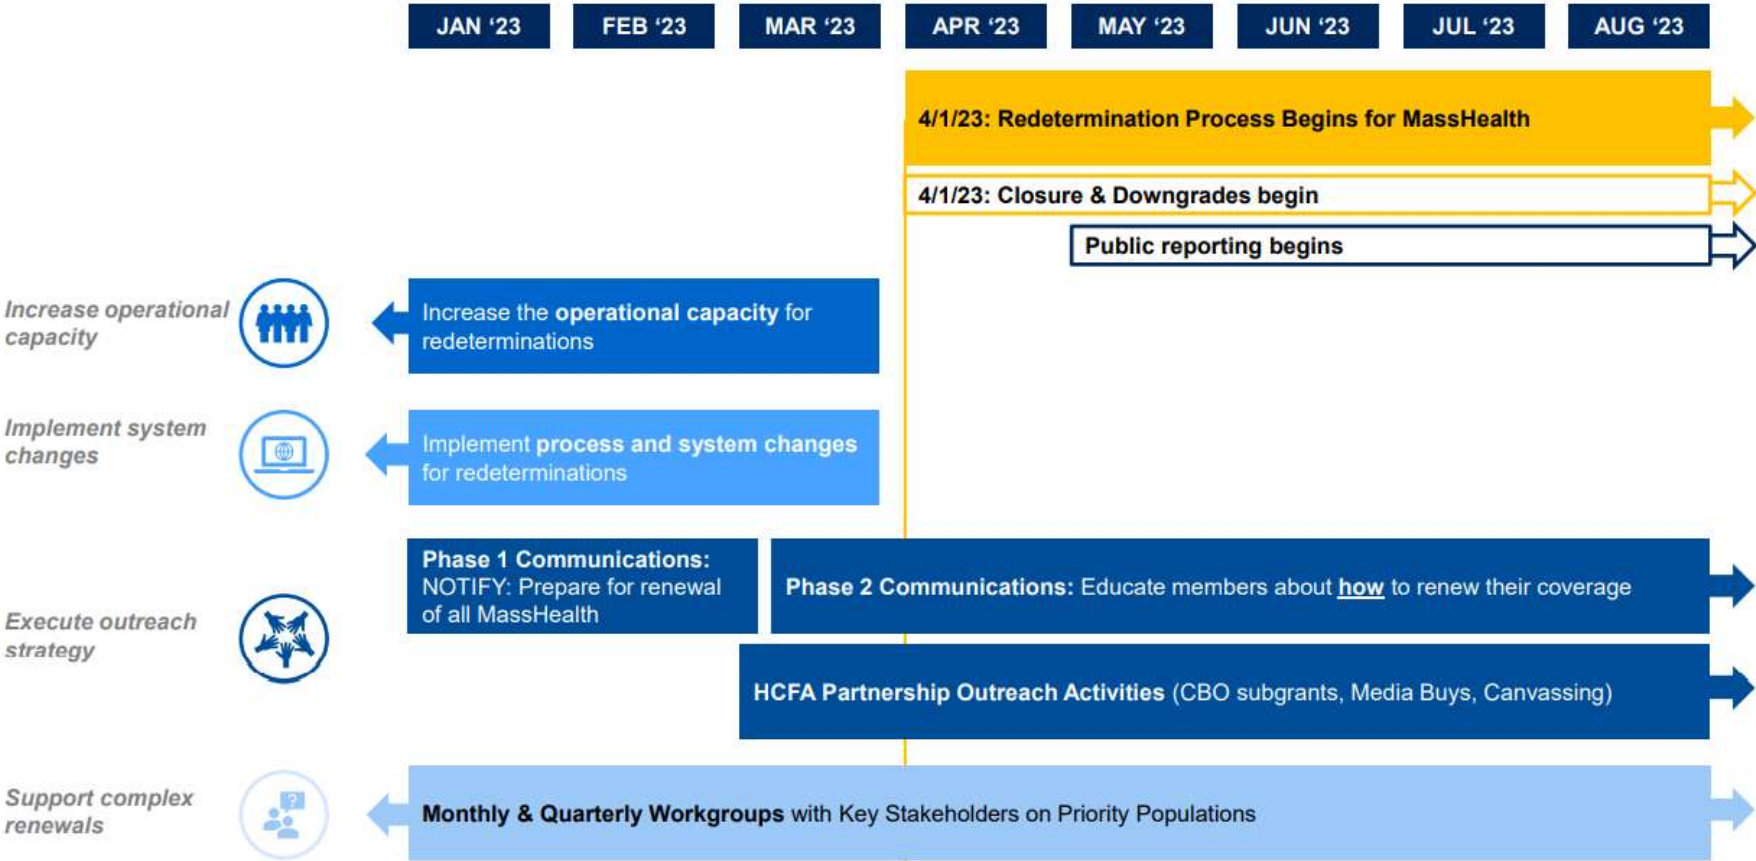 JAN ‘23
FEB ‘23
MAR ‘23
APR ‘23
MAY ‘23
JUN ‘23
JUL ‘23
AUG ‘23
4/1/23: Redetermination Process Begins for MassHealth
4/1/23: Closure & Downgrades begin
Public reporting begins
Increase operational
capacity
Increase the operational capacity for
redeterminations
Implement system
changes
Implement process and system changes
for redeterminations
Execute outreach
strategy
Phase 1 Communications:
NOTIFY: Prepare for renewal
of all MassHealth
Phase 2 Communications: Educate members about how to renew their coverage
HCFA Partnership Outreach Activities (CBO subgrants, Media Buys, Canvassing)
Support complex
renewals
?
Monthly & Quarterly Workgroups with Key Stakeholders on Priority Populations